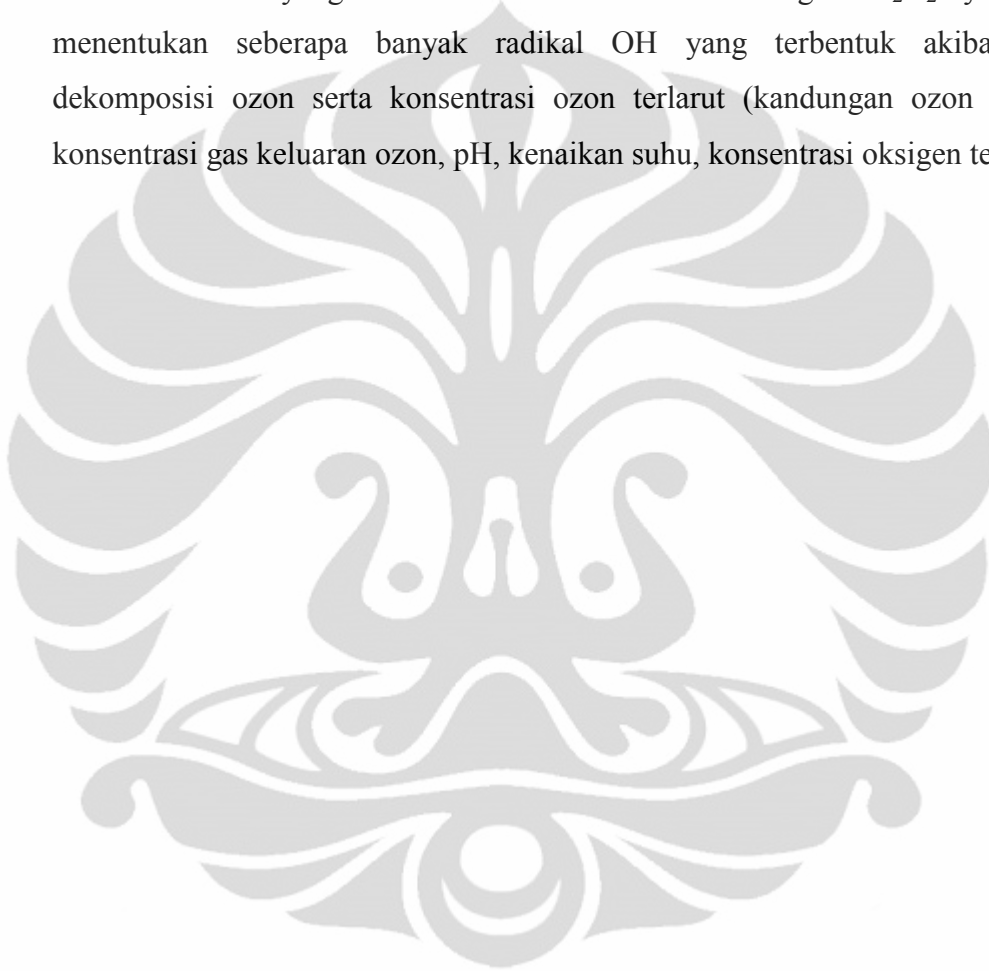 menentukan seberapa banyak radikal OH yang terbentuk
dekomposisi ozon serta konsentrasi ozon terlarut (kandungan ozon
konsentrasi gas keluaran ozon, pH, kenaikan suhu, konsentrasi oksigen